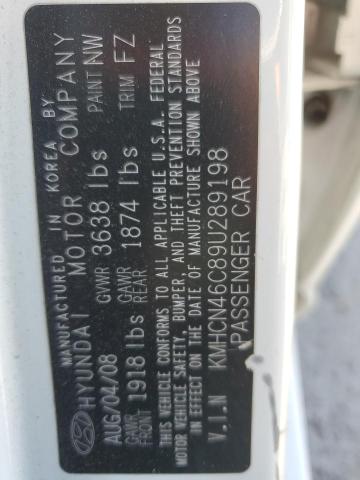 MANUFACTURED IN KOREA BY
HYUNDAI MOTOR COMPANY
AUG/04/08 GVWR 3638 lbs PAINT NW
GAWR FRONT 1918 lbs GAWR REAR 1874 lbs TRIM FZ
THIS VEHICLE CONFORMS TO ALL APPLICABLE U.S.A. FEDERAL
MOTOR VEHICLE SAFETY, BUMPER, AND THEFT PREVENTION STANDARDS
IN EFFECT ON THE DATE OF MANUFACTURE SHOWN ABOVE
V.I.N KMHCN46C89U289198
PASSENGER CAR